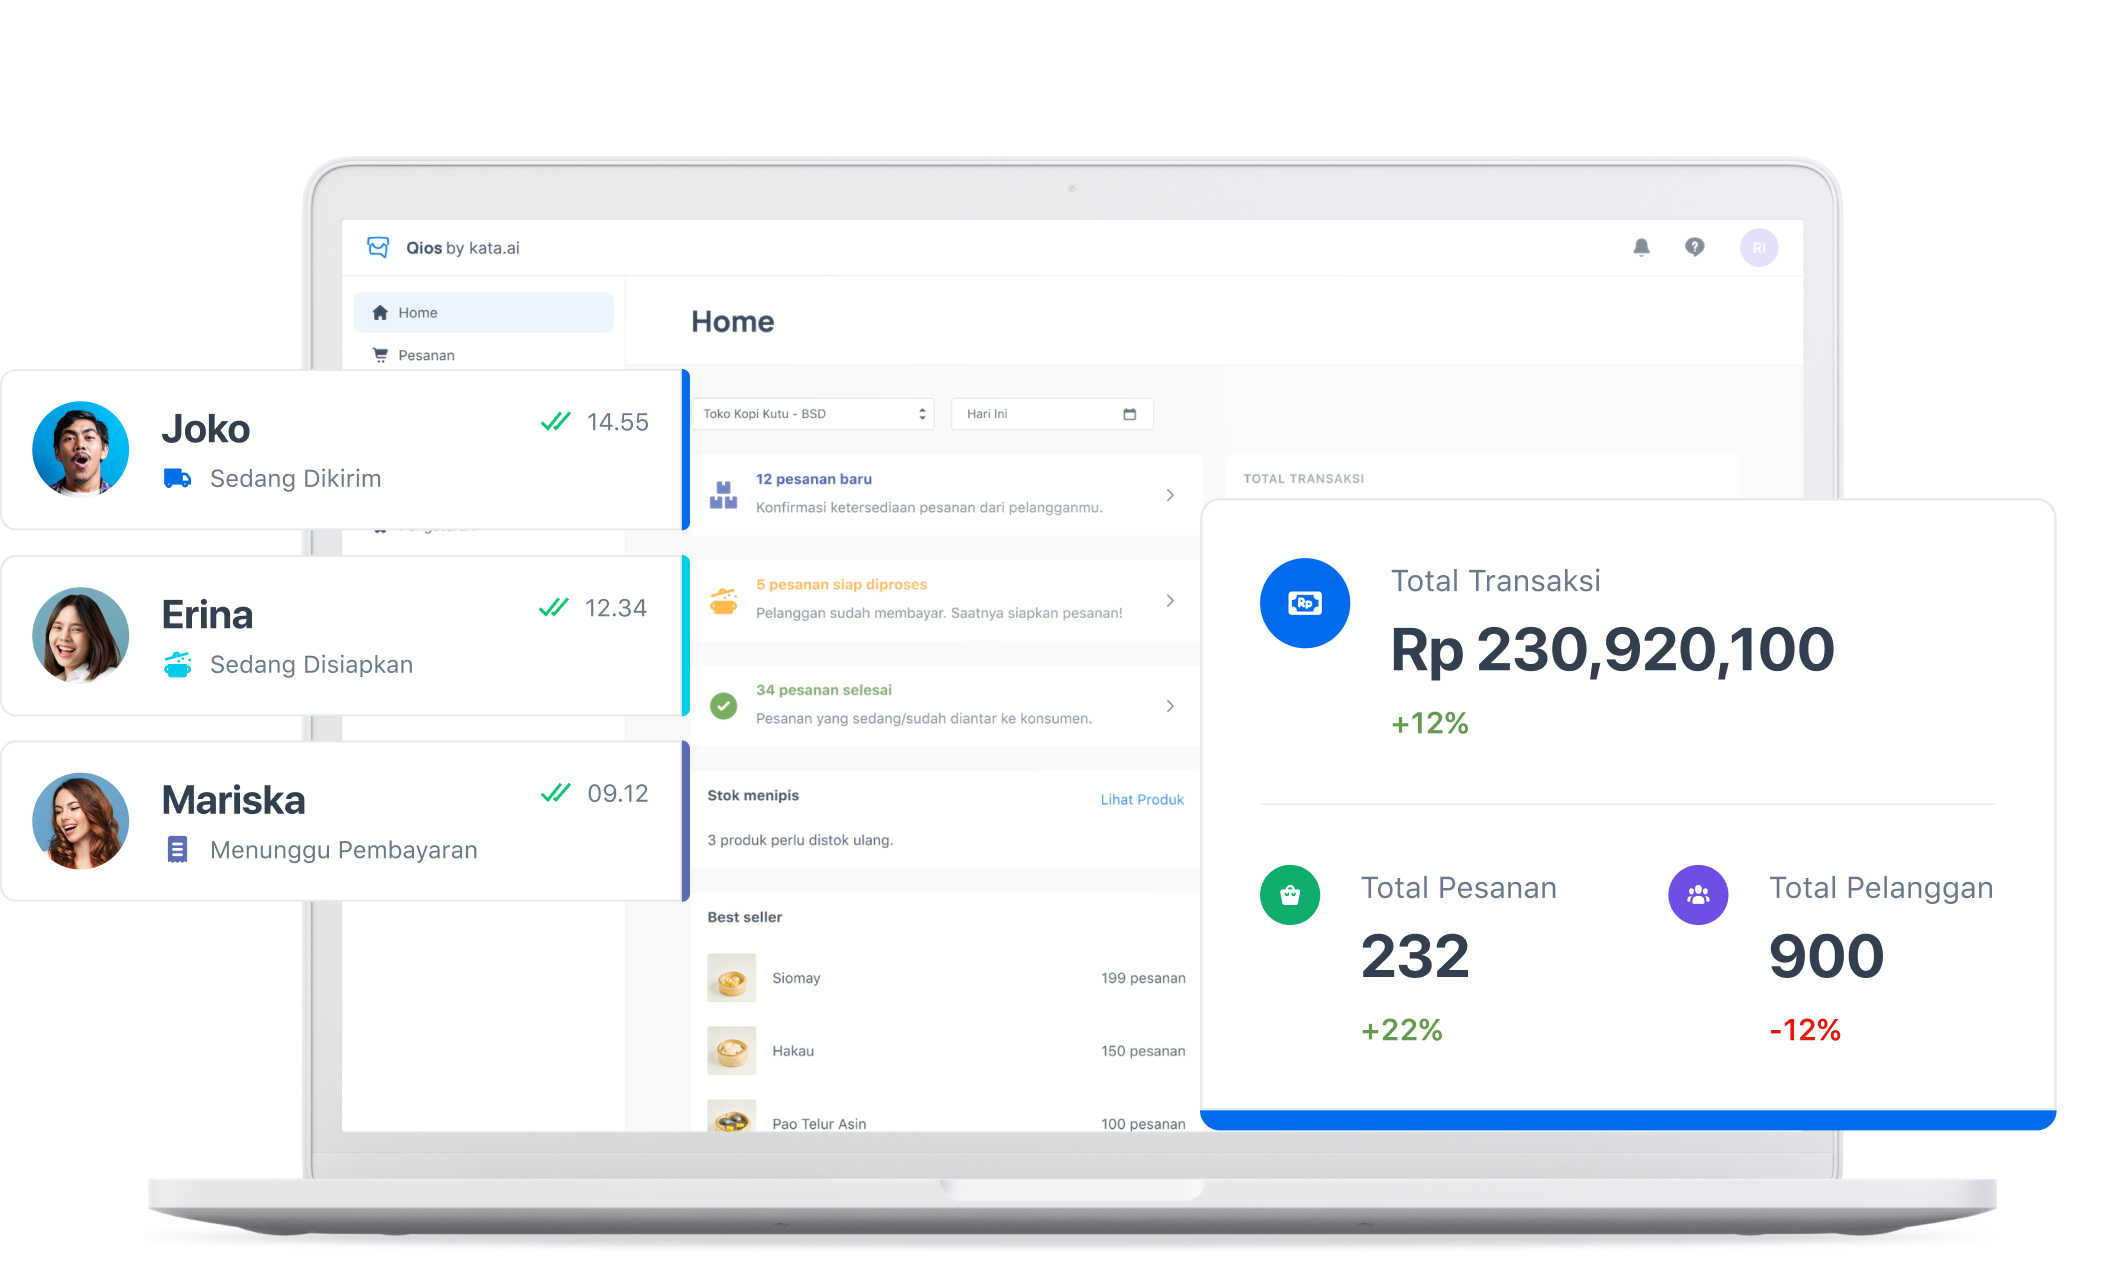 Qios by kata.ai
RI
Home
Pesanan
Home
Toko Kopi Kutu - BSD
Hari Ini
Joko
14.55
Sedang Dikirim
Erina
12.34
Sedang Disiapkan
Mariska
09.12
Menunggu Pembayaran
12 pesanan baru
Konfirmasi ketersediaan pesanan dari pelangganmu.
5 pesanan siap diproses
Pelanggan sudah membayar. Saatnya siapkan pesanan!
34 pesanan selesai
Pesanan yang sedang/sudah diantar ke konsumen.
Stok menipis
Lihat Produk
3 produk perlu distok ulang.
Best seller
Siomay
199 pesanan
Hakau
150 pesanan
Pao Telur Asin
100 pesanan
TOTAL TRANSAKSI
Rp
Total Transaksi
Rp 230,920,100
+12%
Total Pesanan
232
+22%
Total Pelanggan
900
-12%